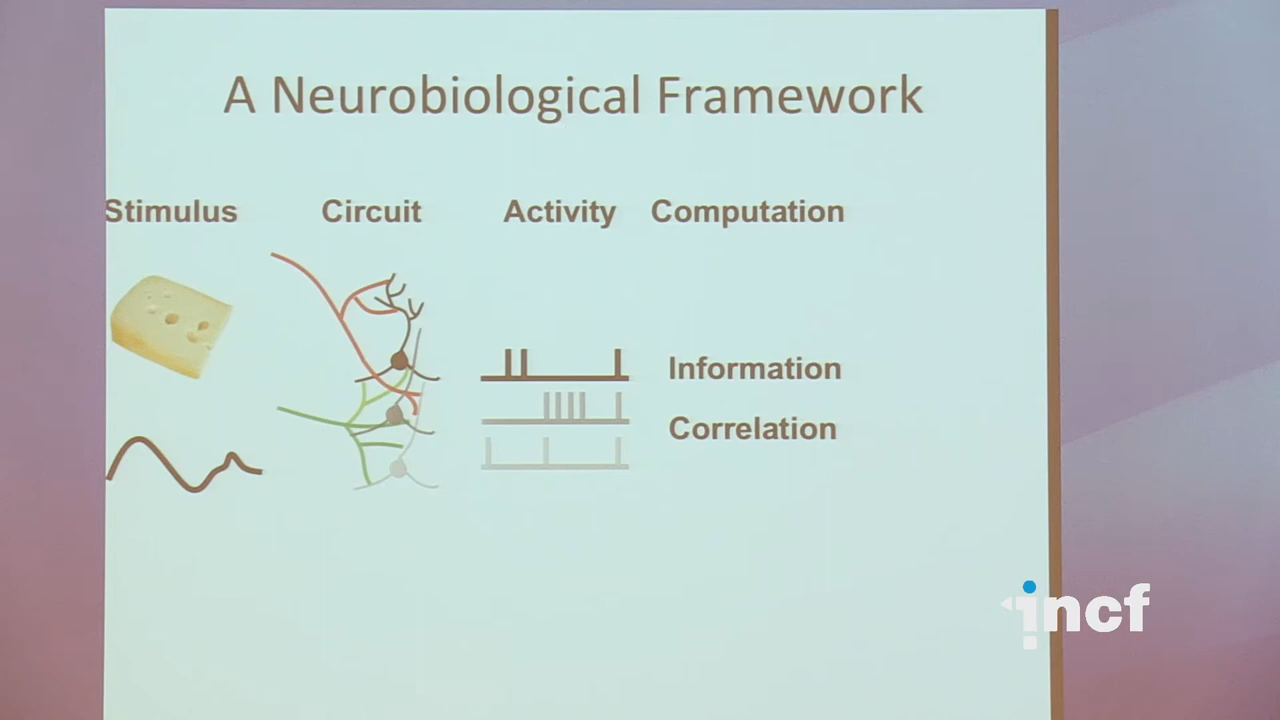 A Neurobiological Framework
Stimulus Circuit Activity Computation
Information
Correlation
incf